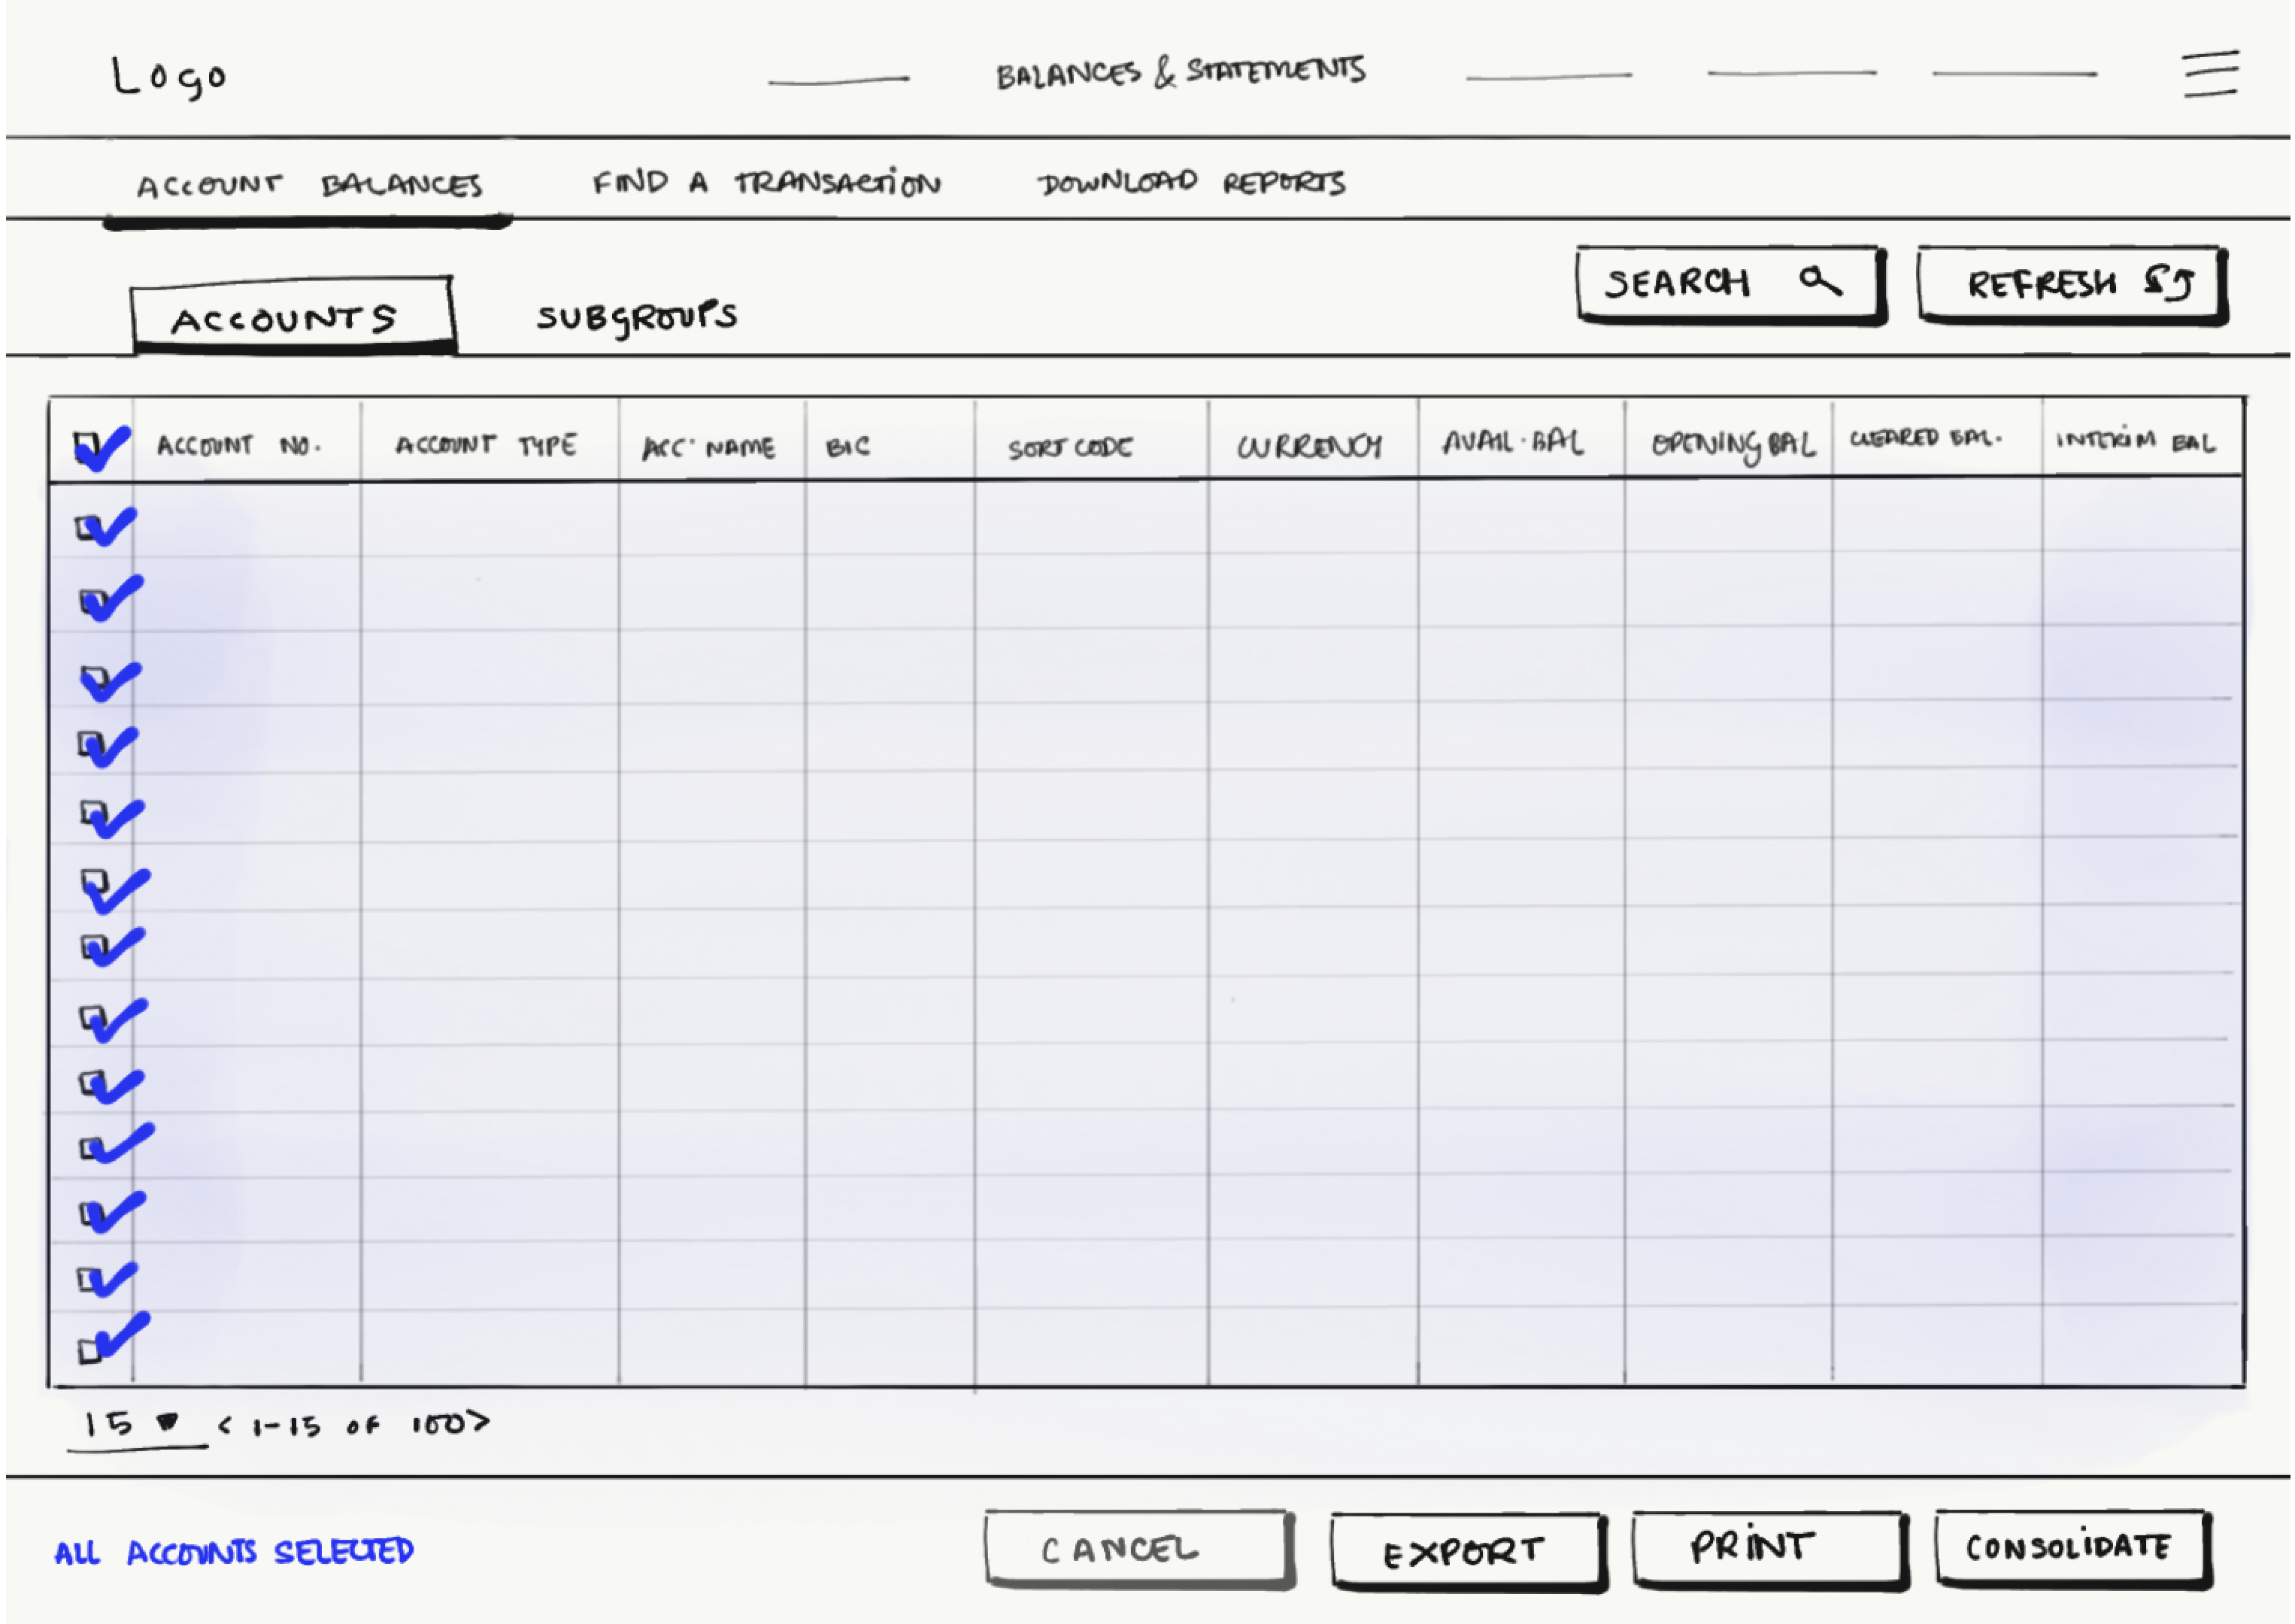 Logo
BALANCES & STATEMENTS
ACCOUNT BALANCES FIND A TRANSACTION DOWNLOAD REPORTS
SEARCH REFRESH
ACCOUNTS SUBGROUPS
ACCOUNT NO. ACCOUNT TYPE ACC. NAME BIC SORT CODE CURRENCY AVAIL. BAL OPENING BAL CLEARED BAL. INTERIM BAL
15 < 1-15 OF 100>
ALL ACCOUNTS SELECTED CANCEL EXPORT PRINT CONSOLIDATE